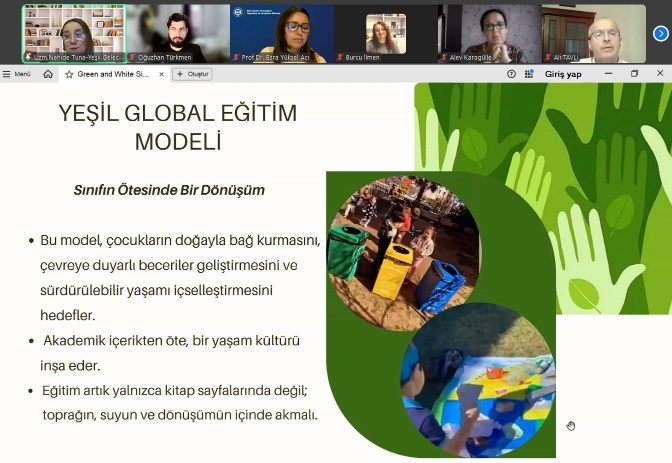 Uzm. Nehide Tuna-Yeşil Gelec...
Oğuzhan Türkmen
Prof.Dr. Esra Yüksel Acı
Burcu İlmen
Alev Karagülle
Ali TAVLİ
Menü
Green and White Si...
Oluştur
Giriş yap
YEŞİL GLOBAL EĞİTİM
MODELİ
Sınıfın Ötesinde Bir Dönüşüm
Bu model, çocukların doğayla bağ kurmasını,
çevreye duyarlı beceriler geliştirmesini ve
sürdürülebilir yaşamı içselleştirmesini
hedefler.
Akademik içerikten öte, bir yaşam kültürü
inşa eder.
Eğitim artık yalnızca kitap sayfalarında değil;
toprağın, suyun ve dönüşümün içinde akmalı.